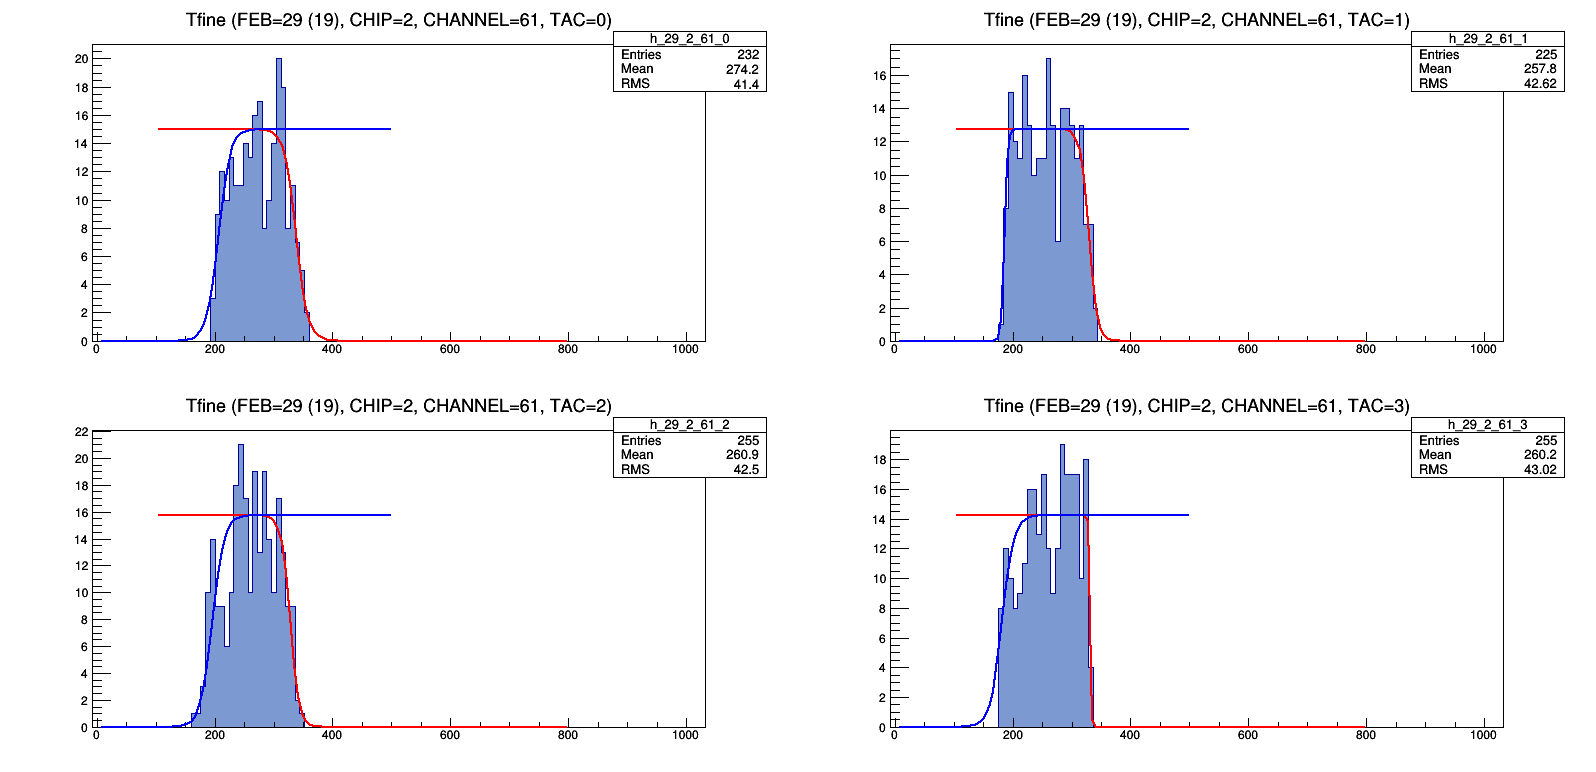 Tfine (FEB=29 (19), CHIP=2, CHANNEL=61, TAC=0)
h_29_2_61_0
Entries 232
Mean 274.2
RMS 41.4
20
18
16
14
12
10
8
6
4
2
0
0 200 400 600 800 1000
Tfine (FEB=29 (19), CHIP=2, CHANNEL=61, TAC=1)
h_29_2_61_1
Entries 225
Mean 257.8
RMS 42.62
16
14
12
10
8
6
4
2
0
0 200 400 600 800 1000
Tfine (FEB=29 (19), CHIP=2, CHANNEL=61, TAC=2)
h_29_2_61_2
Entries 255
Mean 260.9
RMS 42.5
22
20
18
16
14
12
10
8
6
4
2
0
0 200 400 600 800 1000
Tfine (FEB=29 (19), CHIP=2, CHANNEL=61, TAC=3)
h_29_2_61_3
Entries 255
Mean 260.2
RMS 43.02
18
16
14
12
10
8
6
4
2
0
0 200 400 600 800 1000